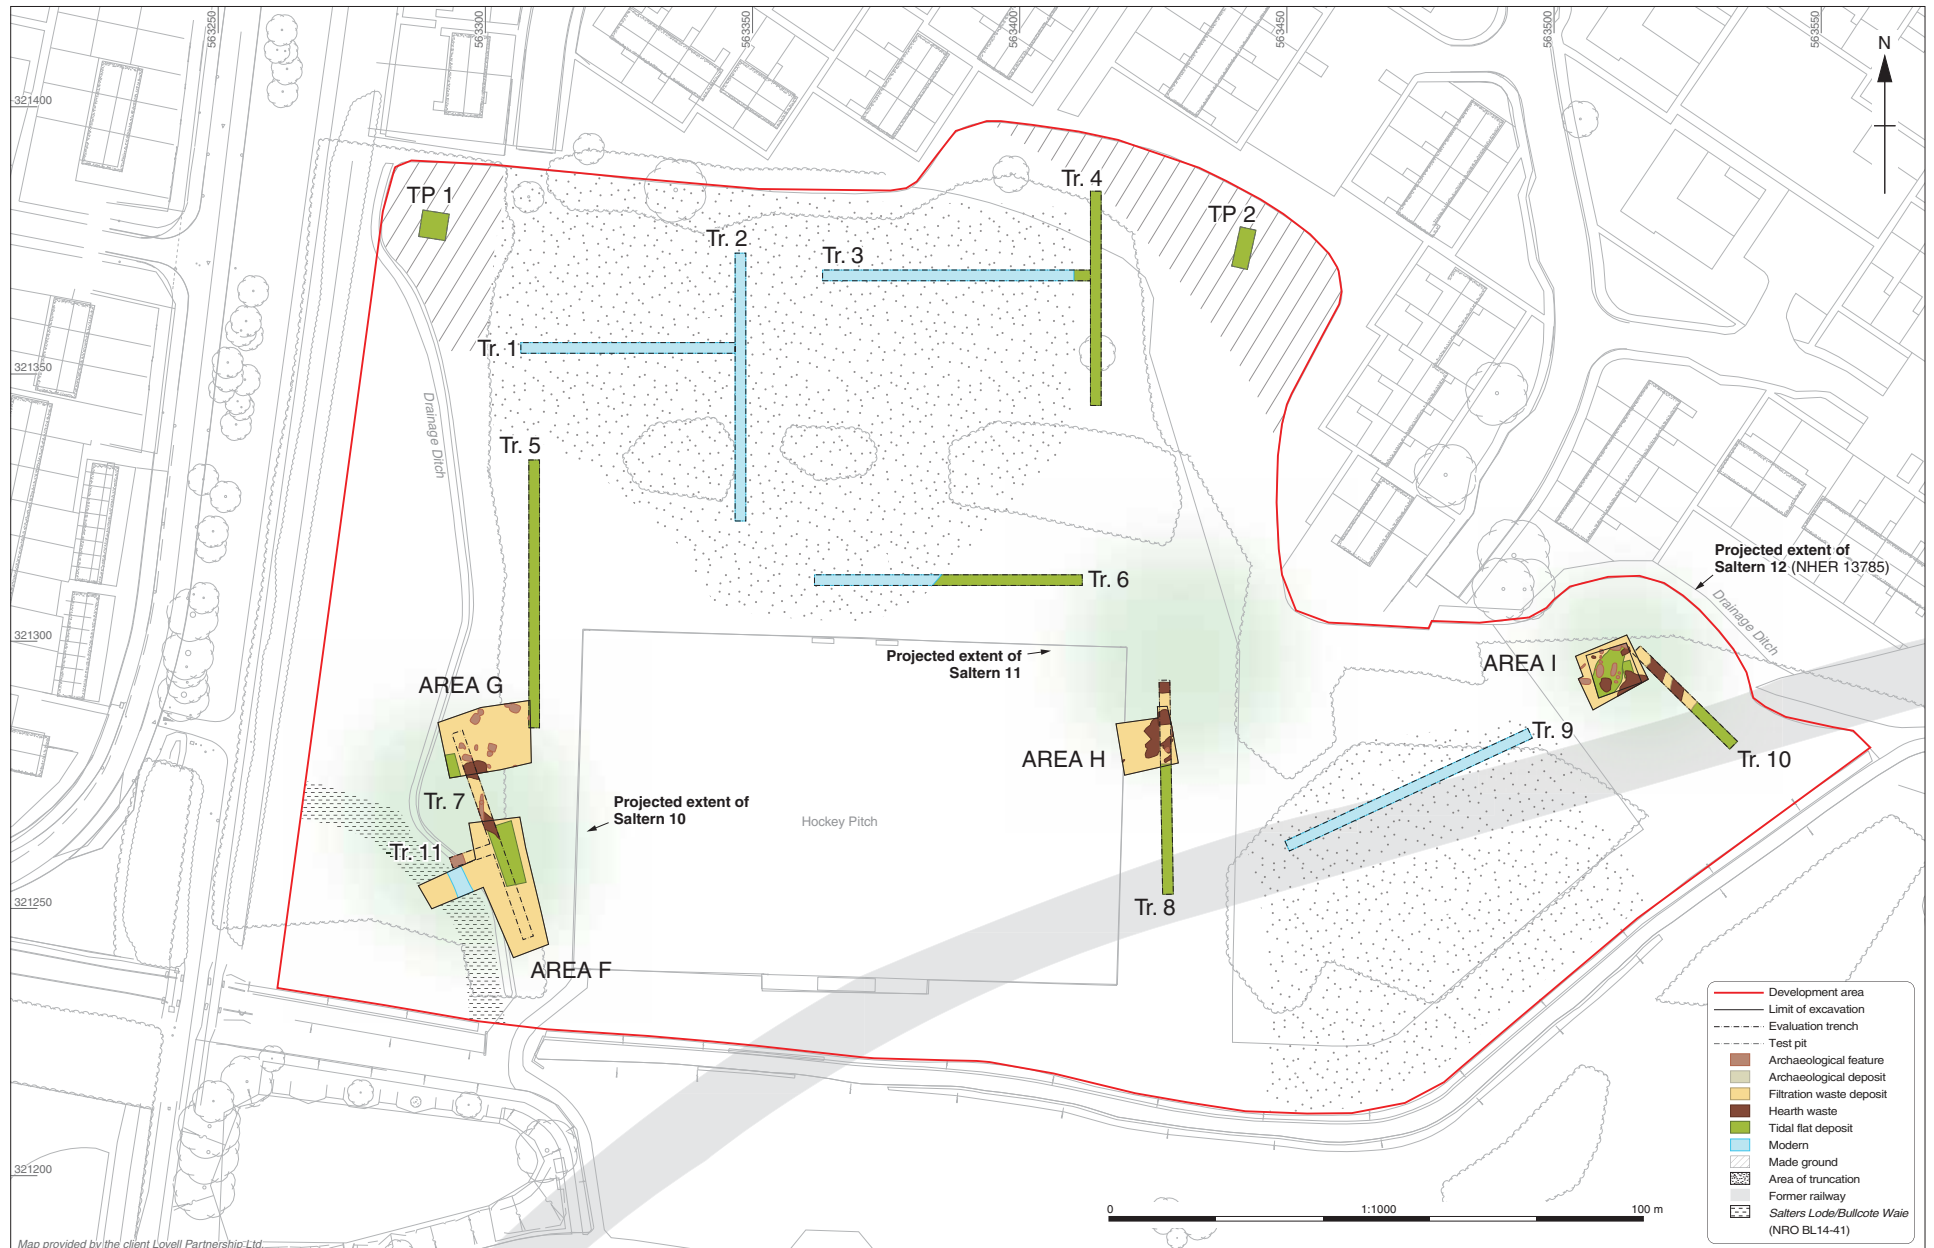 563250
563300
563350
563400
563450
563500
563550
N
321400
321350
321300
321250
321200
TP 1
Tr. 2
Tr. 3
Tr. 4
TP 2
Tr. 1
Drainage Ditch
Tr. 5
Tr. 6
Projected extent of
Saltern 12 (NHER 13785)
Drainage Ditch
AREA I
Projected extent of
Saltern 11
AREA G
AREA H
Tr. 9
Tr. 10
Tr. 7
Projected extent of
Saltern 10
Hockey Pitch
Tr. 11
Tr. 8
AREA F
Development area
Limit of excavation
Evaluation trench
Test pit
Archaeological feature
Archaeological deposit
Filtration waste deposit
Hearth waste
Tidal flat deposit
Modern
Made ground
Area of truncation
Former railway
Salters Lode/Bullcote Waie
(NRO BL14-41)
0
1:1000
100 m
Map provided by the client Lovell Partnership Ltd.